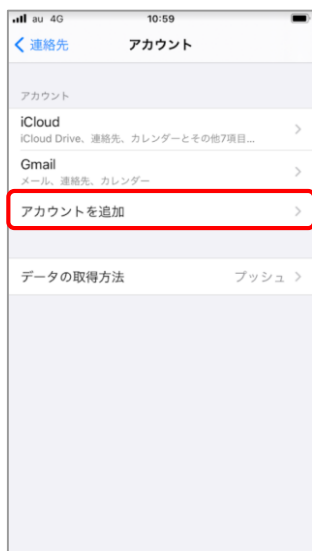 au 4G 10:59
連絡先 アカウント
アカウント
iCloud
iCloud Drive、連絡先、カレンダーとその他7項目...
Gmail
メール、連絡先、カレンダー
アカウントを追加
データの取得方法 プッシュ